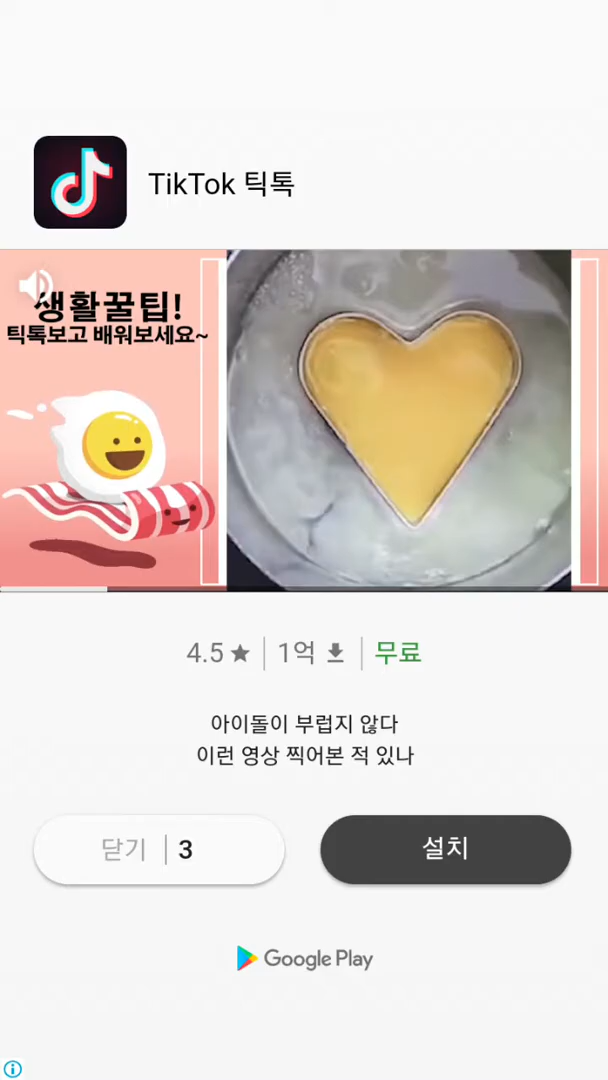 TikTok 틱톡
생활꿀팁!
틱톡보고 배워보세요~
4.5 1억 무료
아이돌이 부럽지 않다
이런 영상 찍어본 적 있나
닫기 3
설치
Google Play